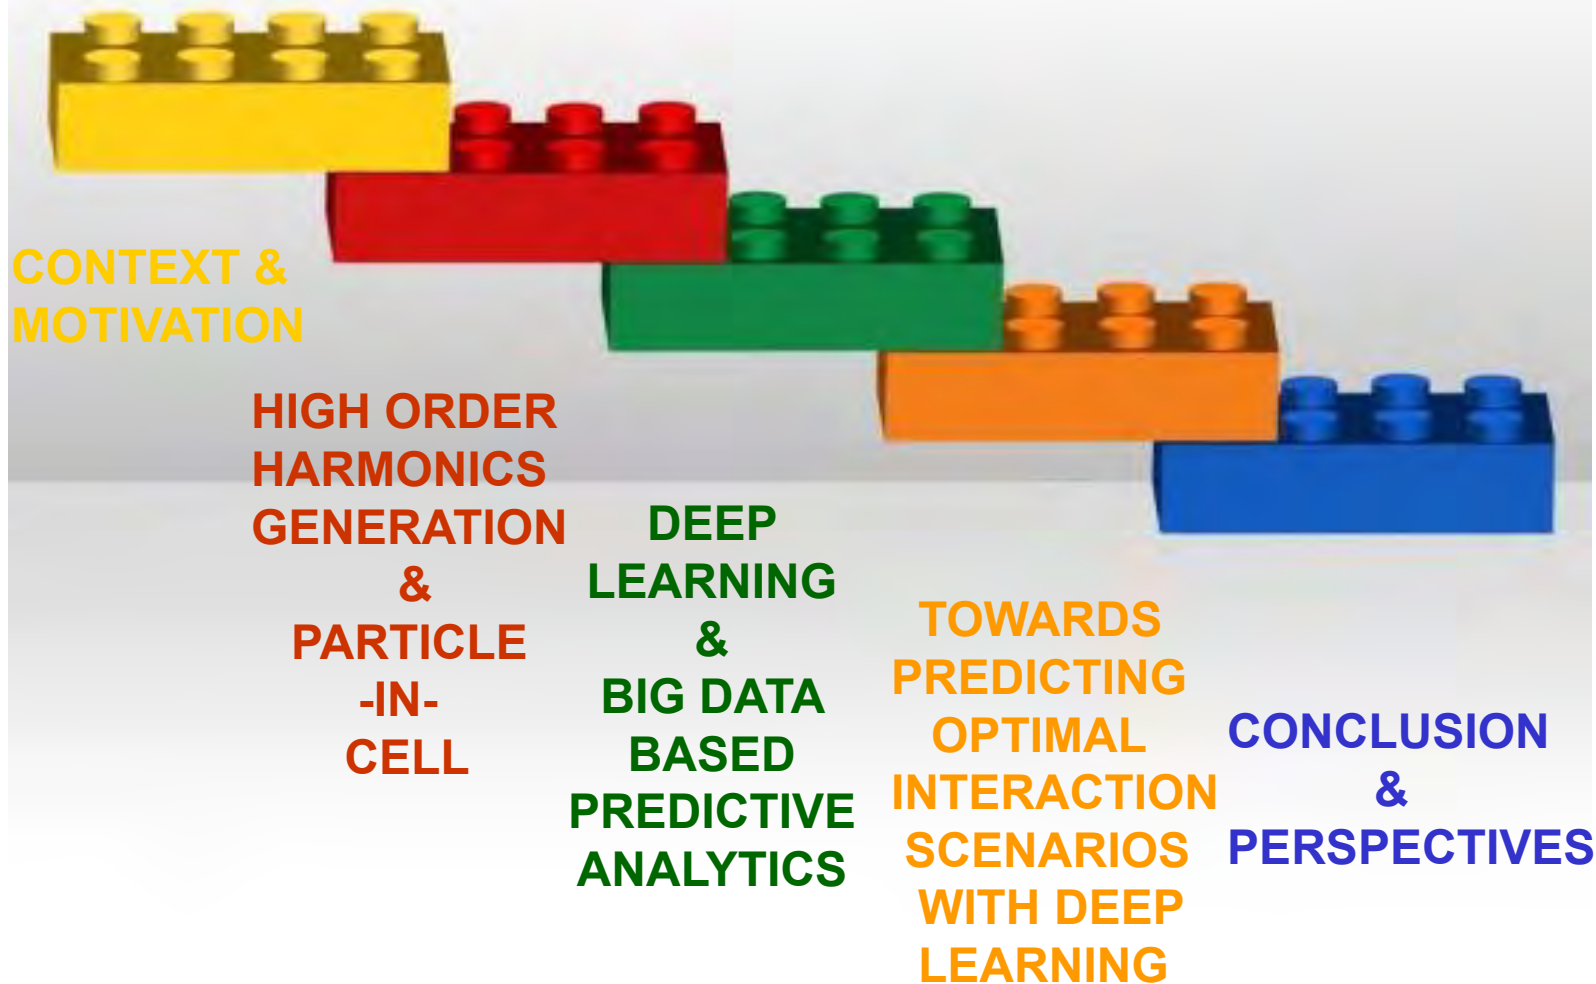 CONTEXT &
MOTIVATION
HIGH ORDER
HARMONICS
GENERATION
&
PARTICLE
-IN-
CELL
DEEP
LEARNING
&
BIG DATA
BASED
PREDICTIVE
ANALYTICS
TOWARDS
PREDICTING
OPTIMAL
INTERACTION
SCENARIOS
WITH DEEP
LEARNING
CONCLUSION
&
PERSPECTIVES